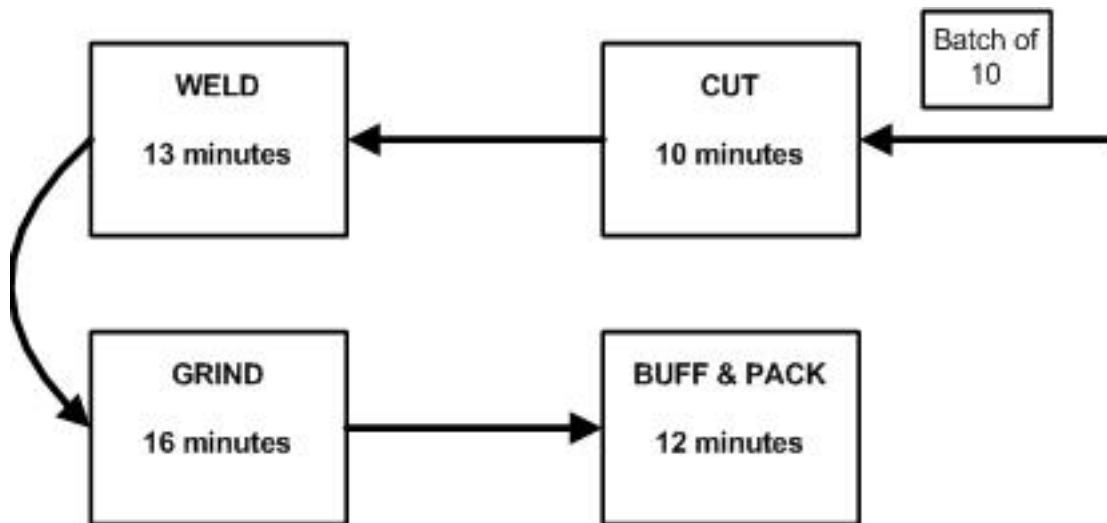 Batch of
10
CUT
10 minutes
WELD
13 minutes
GRIND
16 minutes
BUFF & PACK
12 minutes